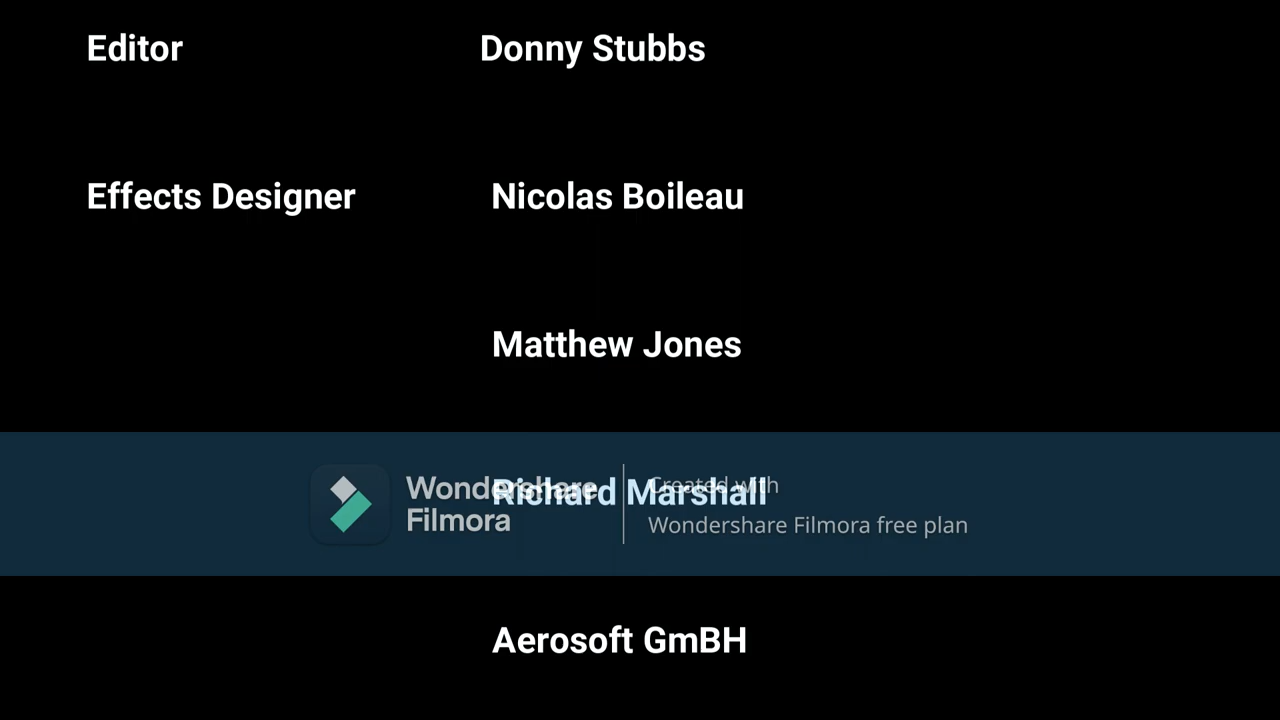 Editor Donny Stubbs
Effects Designer Nicolas Boileau
Matthew Jones
Richard Marshall
Wondershare
Filmora
Created with
Wondershare Filmora free plan
Aerosoft GmBH